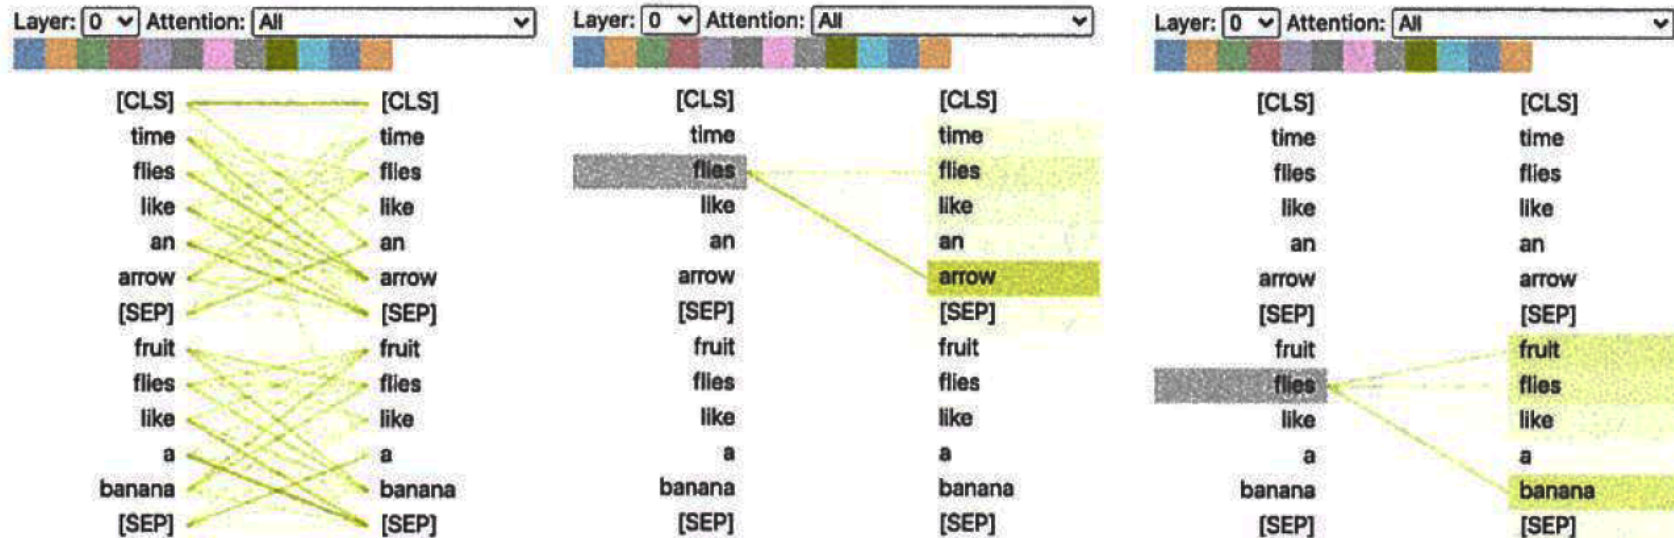 Layer: 0 Attention: All
[CLS] [CLS]
time time
flies flies
like like
an an
arrow arrow
[SEP] [SEP]
fruit fruit
flies flies
like like
a a
banana banana
[SEP] [SEP]
Layer: 0 Attention: All
[CLS] [CLS]
time time
flies flies
like like
an an
arrow arrow
[SEP] [SEP]
fruit fruit
flies flies
like like
a a
banana banana
[SEP] [SEP]
Layer: 0 Attention: All
[CLS] [CLS]
time time
flies flies
like like
an an
arrow arrow
[SEP] [SEP]
fruit fruit
flies flies
like like
a a
banana banana
[SEP] [SEP]